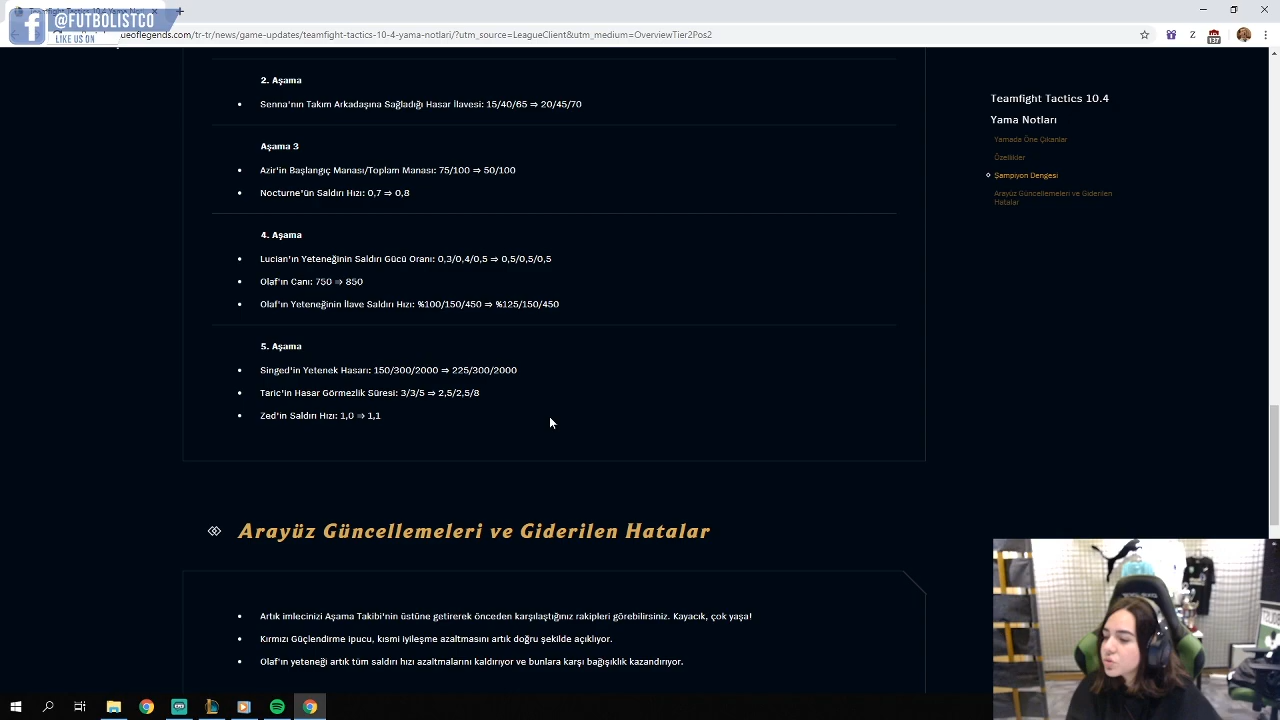 @FUTBOLISTCO
LIKE US ON
ueoflegends.com/tr-tr/news/game-updates/teamfight-tactics-10-4-yama-notlari/?utm_source=LeagueClient&utm_medium=OverviewTier2Pos2
Z
137
2. Aşama
Senna'nın Takım Arkadaşına Sağladığı Hasar İlavesi: 15/40/65 ⇒ 20/45/70
Aşama 3
Azir'in Başlangıç Manası/Toplam Manası: 75/100 ⇒ 50/100
Nocturne'ün Saldırı Hızı: 0,7 ⇒ 0,8
4. Aşama
Lucian'ın Yeteneğinin Saldırı Gücü Oranı: 0,3/0,4/0,5 ⇒ 0,5/0,5/0,5
Olaf'ın Canı: 750 ⇒ 850
Olaf'ın Yeteneğinin İlave Saldırı Hızı: %100/150/450 ⇒ %125/150/450
5. Aşama
Singed'in Yetenek Hasarı: 150/300/2000 ⇒ 225/300/2000
Taric'in Hasar Görmezlik Süresi: 3/3/5 ⇒ 2,5/2,5/8
Zed'in Saldırı Hızı: 1,0 ⇒ 1,1
Arayüz Güncellemeleri ve Giderilen Hatalar
Artık imlecinizi Aşama Takibi'nin üstüne getirerek önceden karşılaştığınız rakipleri görebilirsiniz. Kayacık, çok yaşa!
Kırmızı Güçlendirme ipucu, kısmi iyileşme azaltmasını artık doğru şekilde açıklıyor.
Olaf'ın yeteneği artık tüm saldırı hızı azaltmalarını kaldırıyor ve bunlara karşı bağışıklık kazandırıyor.
Teamfight Tactics 10.4
Yama Notları
Yamada Öne Çıkanlar
Özellikler
Şampiyon Dengesi
Arayüz Güncellemeleri ve Giderilen
Hatalar